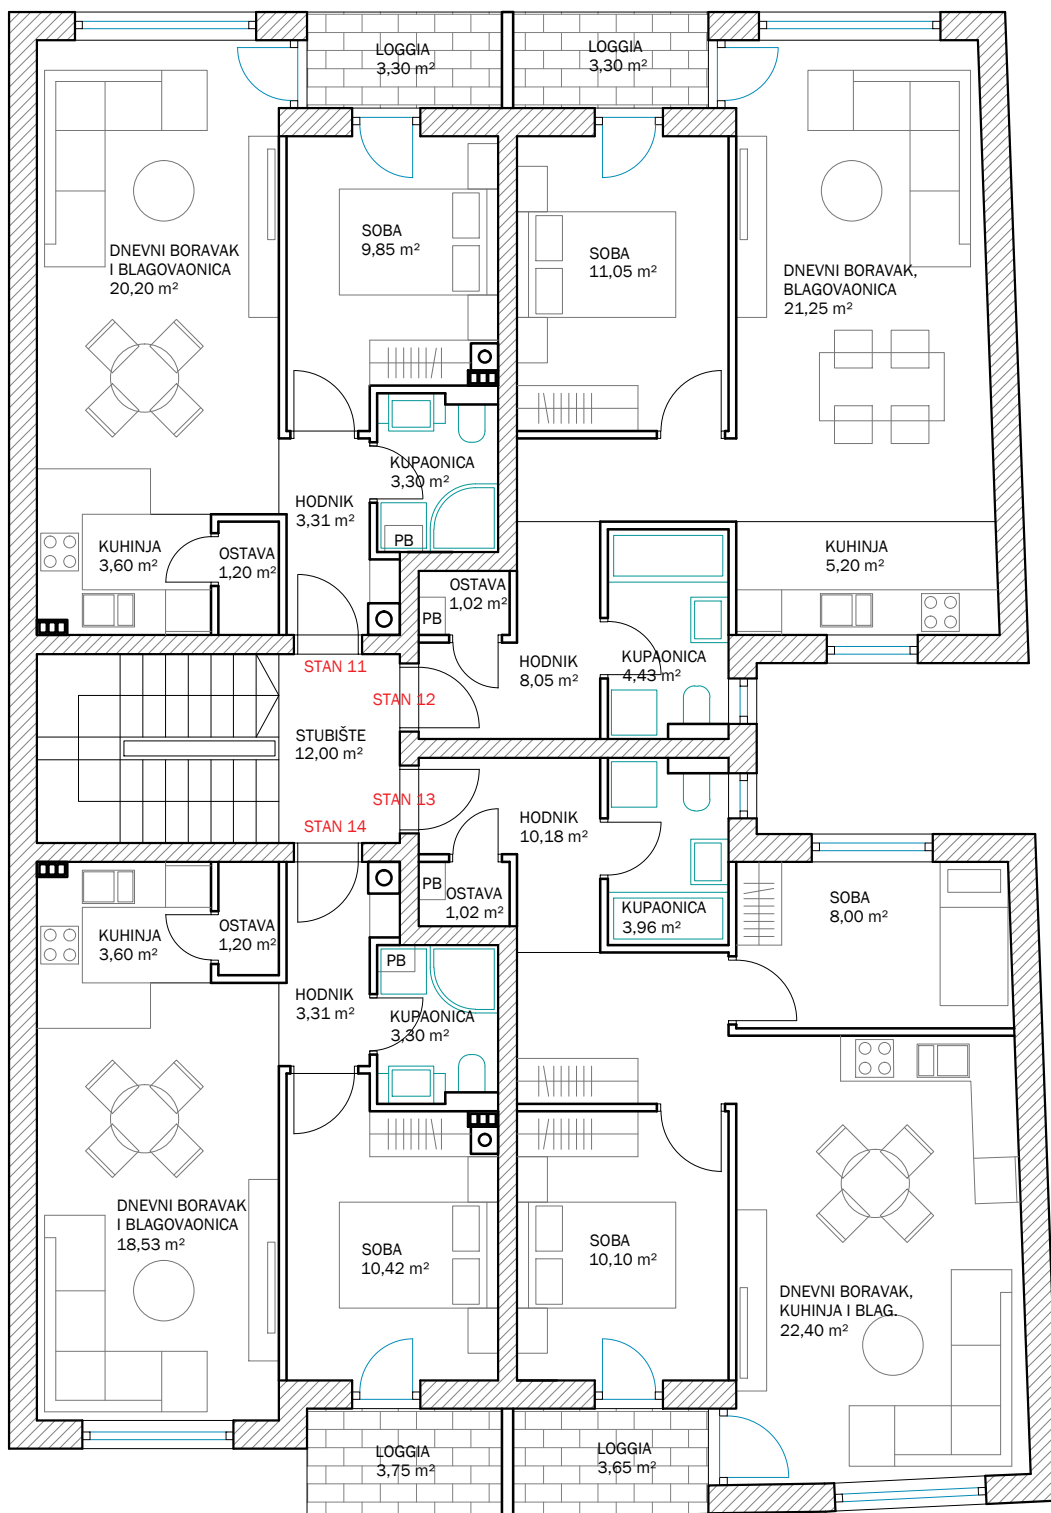 LOGGIA
3,30 m²
LOGGIA
3,30 m²
DNEVNI BORAVAK
I BLAGOVAONICA
20,20 m²
SOBA
9,85 m²
SOBA
11,05 m²
DNEVNI BORAVAK,
BLAGOVAONICA
21,25 m²
KUPAONICA
3,30 m²
HODNIK
3,31 m²
PB
KUHINJA
3,60 m²
OSTAVA
1,20 m²
OSTAVA
1,02 m²
PB
KUHINJA
5,20 m²
HODNIK
8,05 m²
KUPAONICA
4,43 m²
STAN 11
STAN 12
STUBIŠTE
12,00 m²
STAN 13
STAN 14
HODNIK
10,18 m²
PB
OSTAVA
1,02 m²
KUPAONICA
3,96 m²
SOBA
8,00 m²
KUHINJA
3,60 m²
OSTAVA
1,20 m²
PB
HODNIK
3,31 m²
KUPAONICA
3,30 m²
DNEVNI BORAVAK
I BLAGOVAONICA
18,53 m²
SOBA
10,42 m²
SOBA
10,10 m²
DNEVNI BORAVAK,
KUHINJA I BLAG.
22,40 m²
LOGGIA
3,75 m²
LOGGIA
3,65 m²